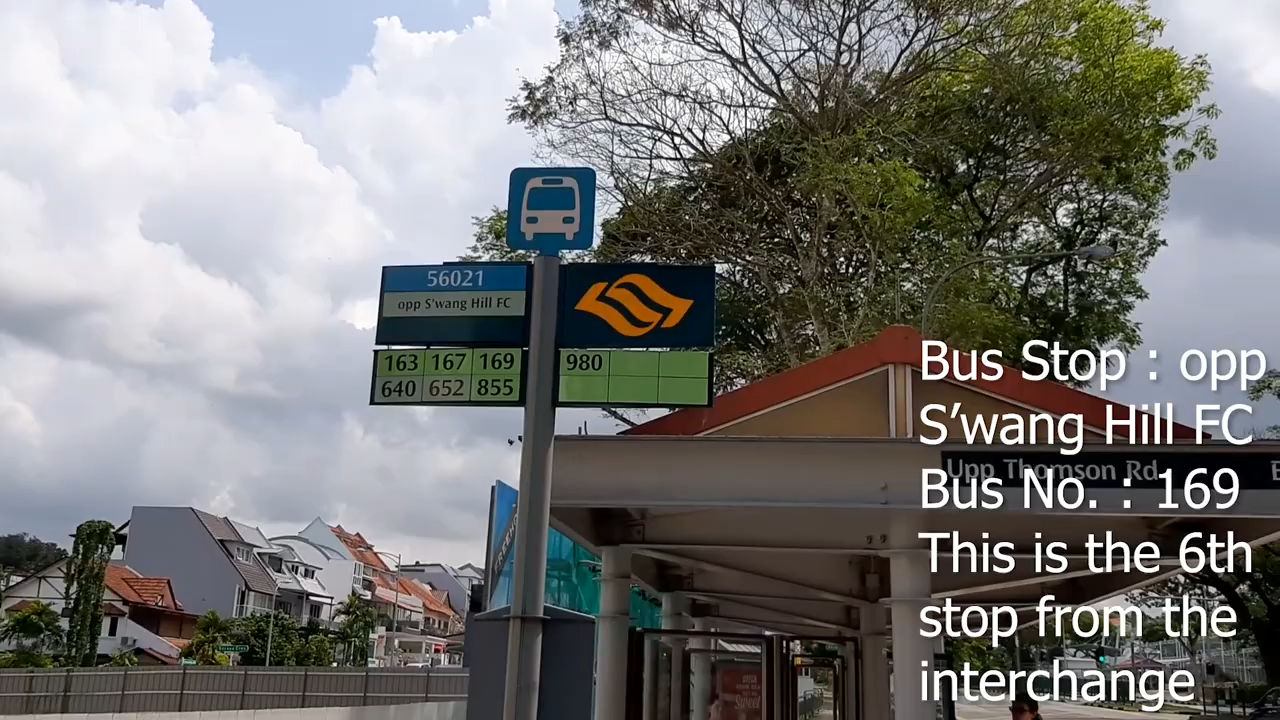 56021
opp S'wang Hill FC
163 167 169 980
640 652 855
Bus Stop : opp
S’wang Hill FC
Upp Thomson Rd
Bus No. : 169
This is the 6th
stop from the
interchange